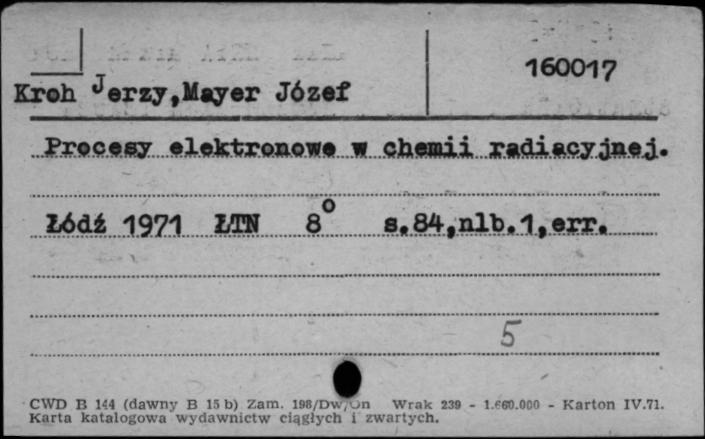 160017
Kroh Jerzy,Mayer Józef
Procesy elektronowe w chemii radiacyjnej.
Łódź 1971 ŁTN 8° s.84,nlb.1,err.
5
CWD B 144 (dawny B 15 b) Zam. 198/Dw/On Wrak 239 - 1.660.000 - Karton IV.71.
Karta katalogowa wydawnictw ciągłych i zwartych.